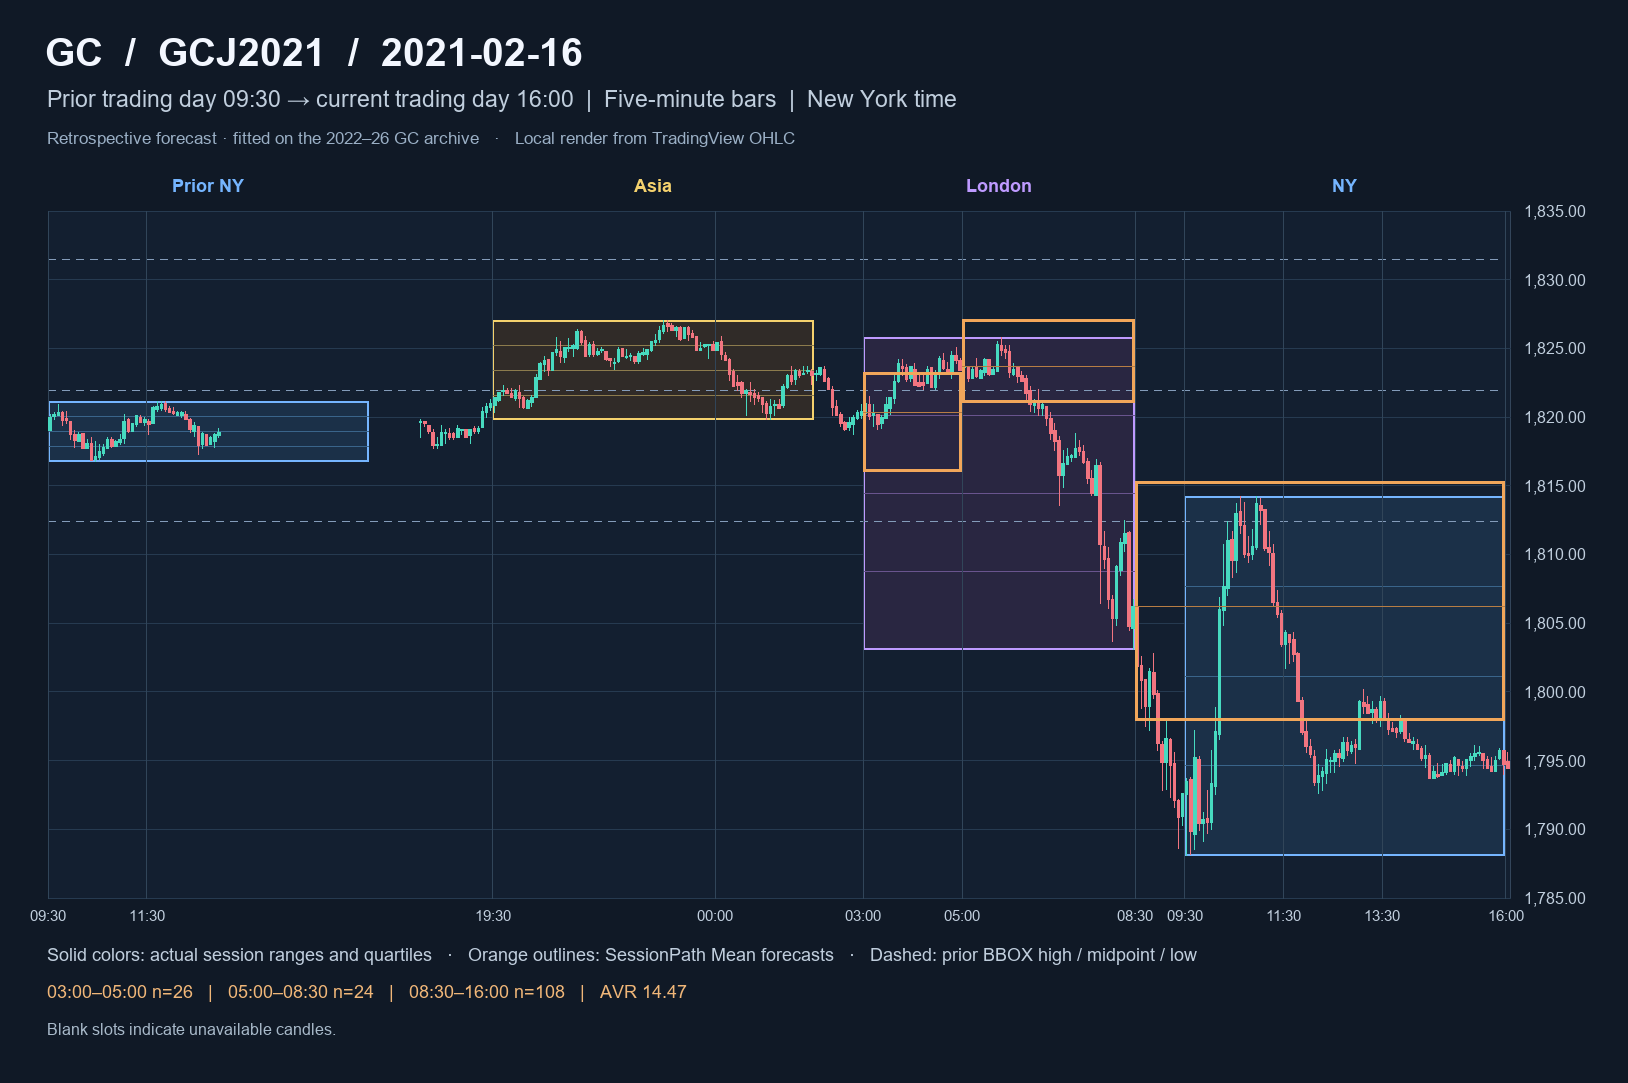 GC / GCJ2021 / 2021-02-16
Prior trading day 09:30 → current trading day 16:00 | Five-minute bars | New York time
Retrospective forecast · fitted on the 2022–26 GC archive · Local render from TradingView OHLC
Prior NY Asia London NY
1,835.00
1,830.00
1,825.00
1,820.00
1,815.00
1,810.00
1,805.00
1,800.00
1,795.00
1,790.00
1,785.00
09:30 11:30 19:30 00:00 03:00 05:00 08:30 09:30 11:30 13:30 16:00
Solid colors: actual session ranges and quartiles · Orange outlines: SessionPath Mean forecasts · Dashed: prior BBOX high / midpoint / low
03:00–05:00 n=26 | 05:00–08:30 n=24 | 08:30–16:00 n=108 | AVR 14.47
Blank slots indicate unavailable candles.